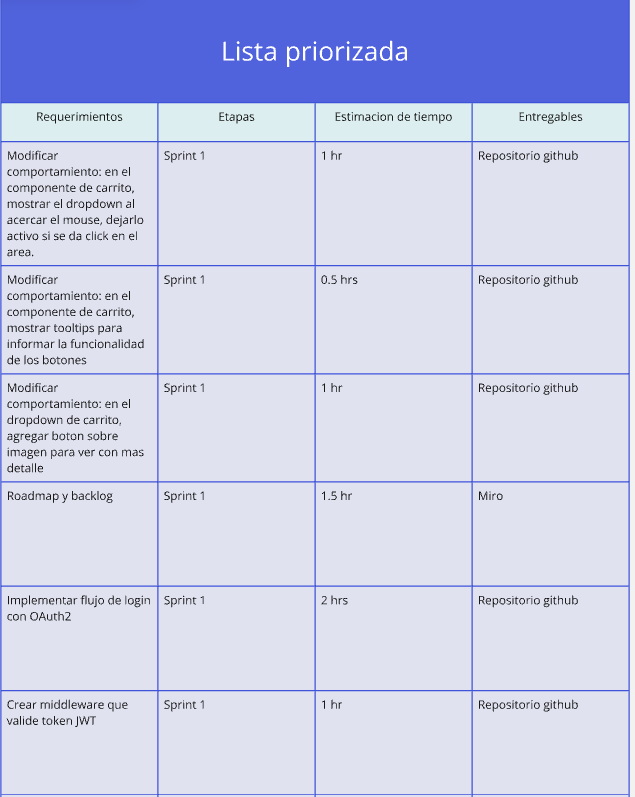 Lista priorizada
Requerimientos
Etapas
Estimacion de tiempo
Entregables
Modificar
comportamiento: en el
componente de carrito,
mostrar el dropdown al
acercar el mouse, dejarlo
activo si se da click en el
area.
Sprint 1
1 hr
Repositorio github
Modificar
comportamiento: en el
componente de carrito,
mostrar tooltips para
informar la funcionalidad
de los botones
Sprint 1
0.5 hrs
Repositorio github
Modificar
comportamiento: en el
dropdown de carrito,
agregar boton sobre
imagen para ver con mas
detalle
Sprint 1
1 hr
Repositorio github
Roadmap y backlog
Sprint 1
1.5 hr
Miro
Implementar flujo de login
con OAuth2
Sprint 1
2 hrs
Repositorio github
Crear middleware que
valide token JWT
Sprint 1
1 hr
Repositorio github